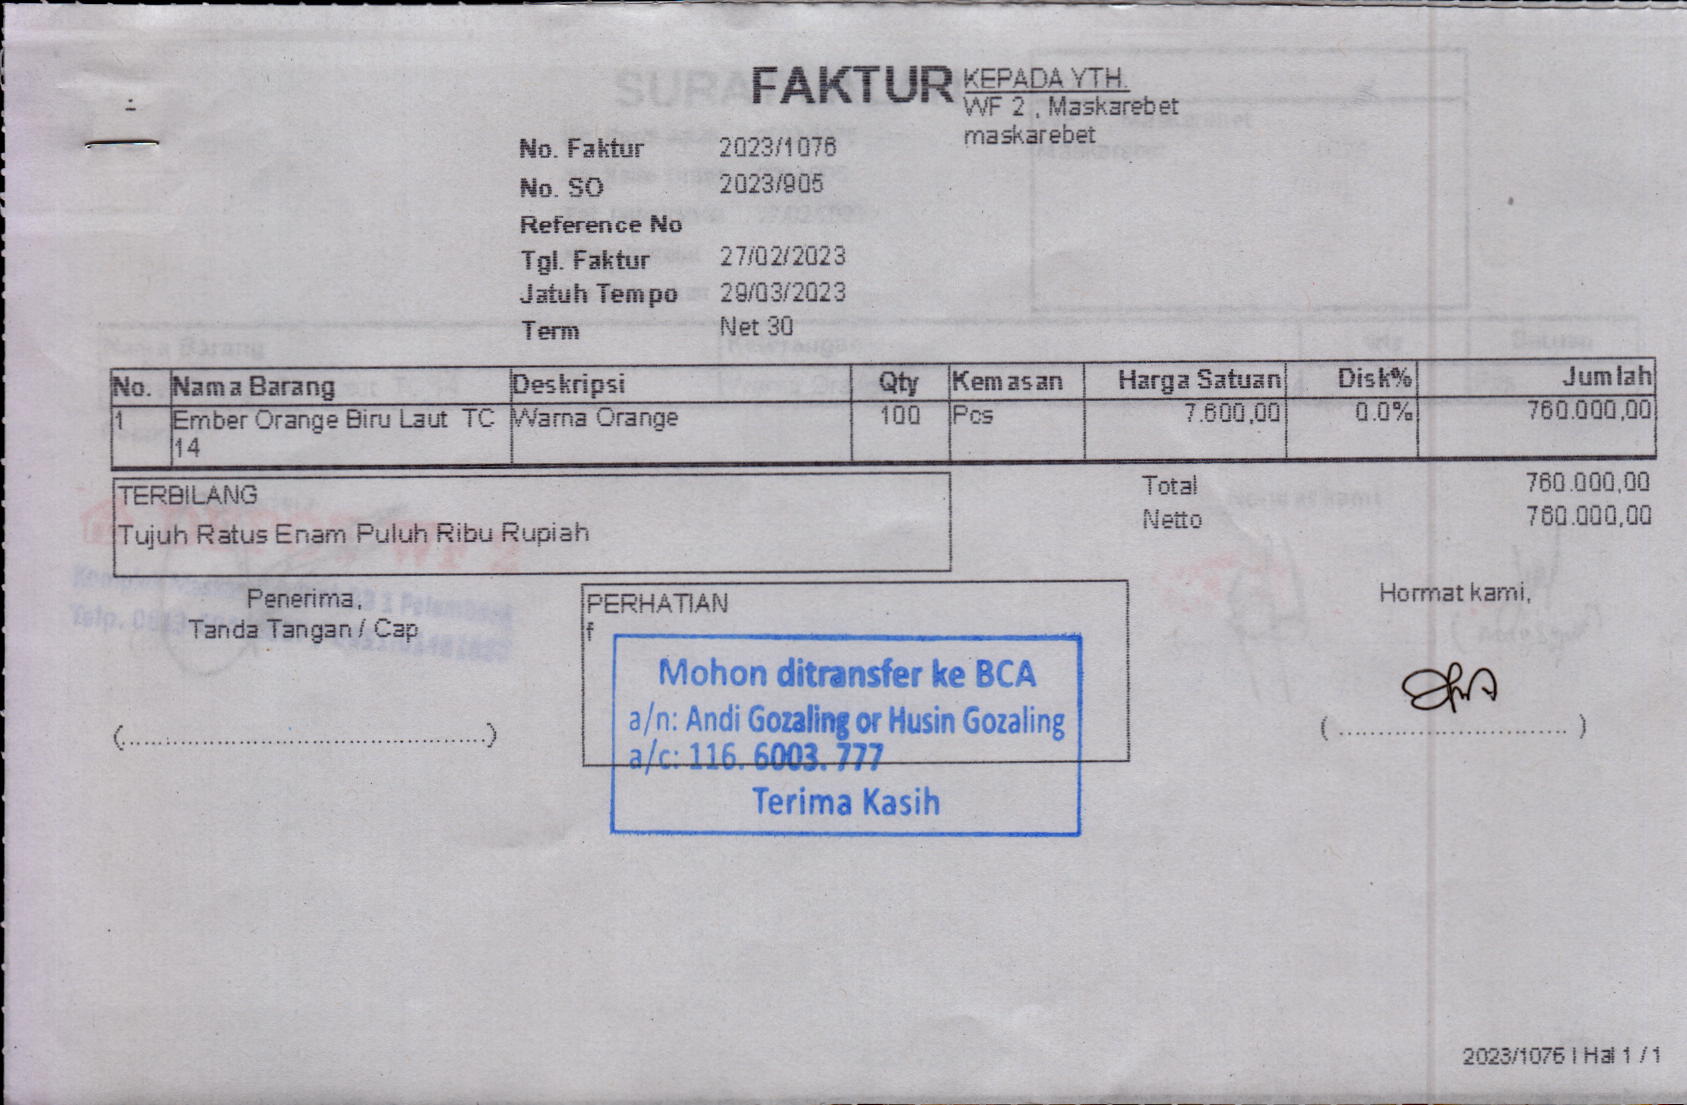 FAKTUR
KEPADA YTH.
WF 2 , Maskarebet
maskarebet
No. Faktur 2023/1076
No. SO 2023/905
Reference No
Tgl. Faktur 27/02/2023
Jatuh Tempo 29/03/2023
Term Net 30
No. Nama Barang Deskripsi Qty Kemasan Harga Satuan Disk% Jumlah
1 Ember Orange Biru Laut TC Warna Orange 100 Pcs 7.600,00 0.0% 760.000,00
14
TERBILANG
Tujuh Ratus Enam Puluh Ribu Rupiah
Total 760.000,00
Netto 760.000,00
Penerima,
Tanda Tangan / Cap
(................................................)
PERHATIAN
f
Mohon ditransfer ke BCA
a/n: Andi Gozaling or Husin Gozaling
a/c: 116. 6003. 777
Terima Kasih
Hormat kami,
( ............................. )
2023/1076 | Hal 1 / 1